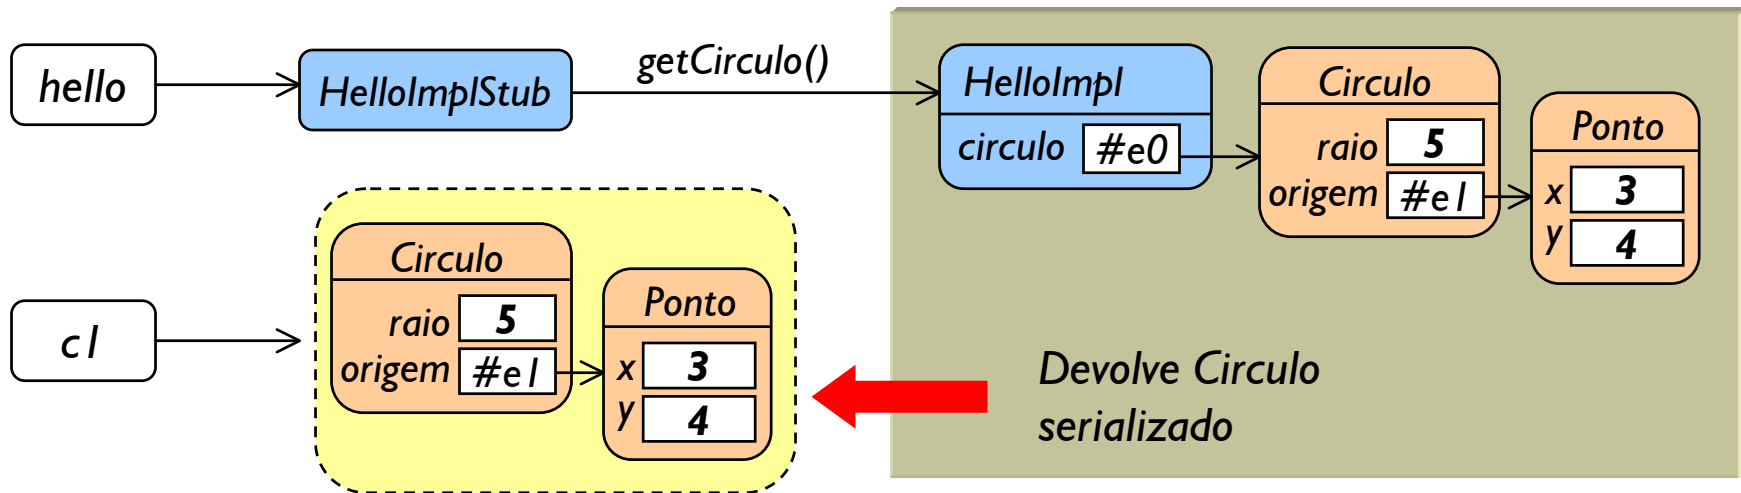 hello
HelloImplStub
getCirculo()
HelloImpl
circulo #e0
Circulo
raio 5
origem #e1
Ponto
x 3
y 4
c1
Circulo
raio 5
origem #e1
Ponto
x 3
y 4
Devolve Circulo
serializado